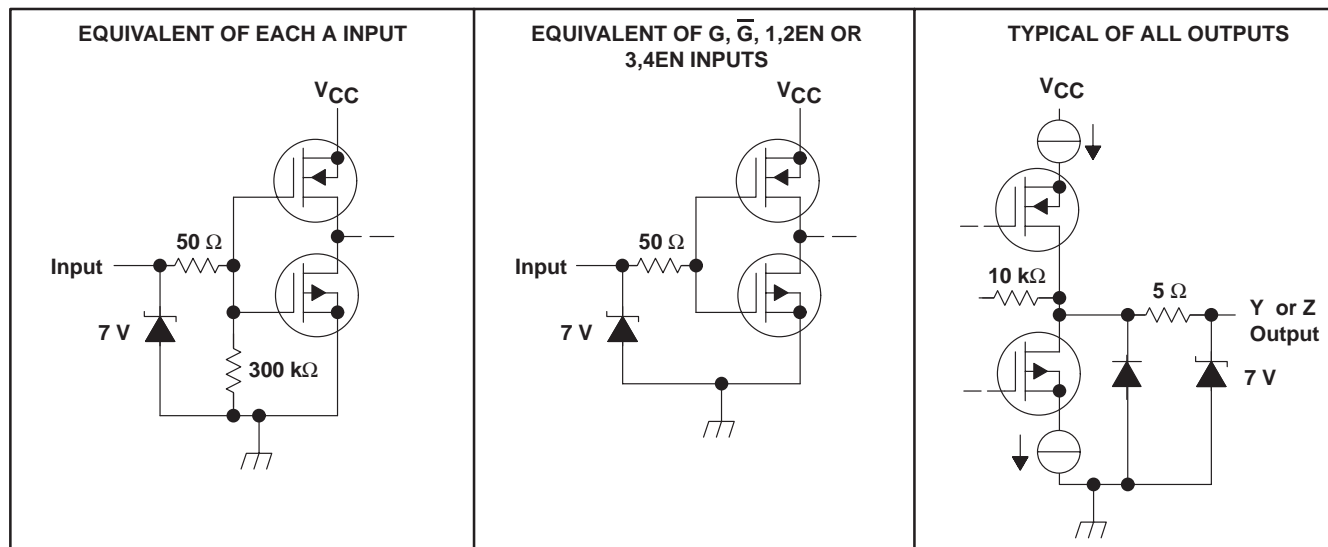 EQUIVALENT OF EACH A INPUT
VCC
50 Ω
Input
7 V
300 kΩ
EQUIVALENT OF G, G̅, 1,2EN OR
3,4EN INPUTS
VCC
50 Ω
Input
7 V
TYPICAL OF ALL OUTPUTS
VCC
10 kΩ
5 Ω
Y or Z
Output
7 V